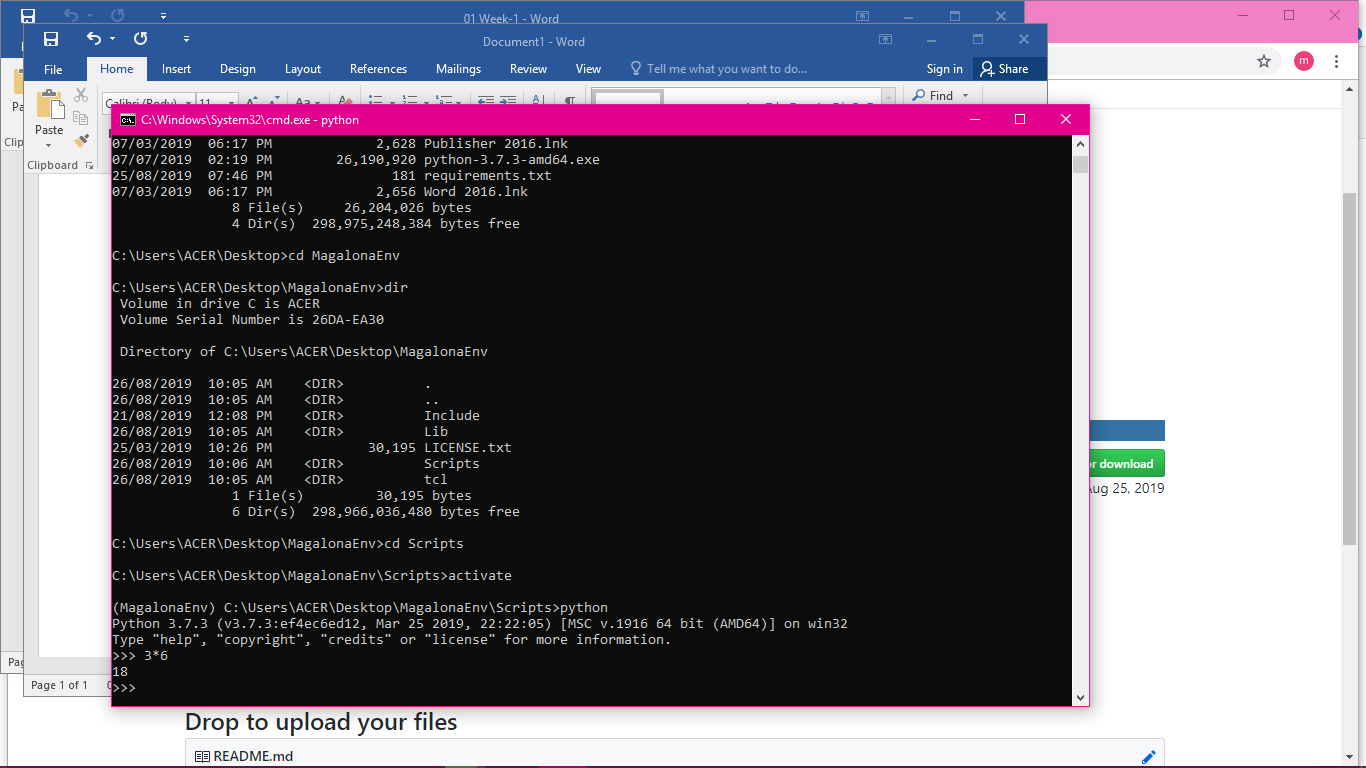 01 Week-1 - Word
Document1 - Word
File Home Insert Design Layout References Mailings Review View Tell me what you want to do... Sign in Share
Paste
Clipboard
Find
C:\Windows\System32\cmd.exe - python
07/03/2019  06:17 PM             2,628 Publisher 2016.lnk
07/07/2019  02:19 PM        26,190,920 python-3.7.3-amd64.exe
25/08/2019  07:46 PM               181 requirements.txt
07/03/2019  06:17 PM             2,656 Word 2016.lnk
               8 File(s)     26,204,026 bytes
               4 Dir(s)  298,975,248,384 bytes free
C:\Users\ACER\Desktop>cd MagalonaEnv
C:\Users\ACER\Desktop\MagalonaEnv>dir
 Volume in drive C is ACER
 Volume Serial Number is 26DA-EA30
 Directory of C:\Users\ACER\Desktop\MagalonaEnv
26/08/2019  10:05 AM    <DIR>          .
26/08/2019  10:05 AM    <DIR>          ..
21/08/2019  12:08 PM    <DIR>          Include
26/08/2019  10:05 AM    <DIR>          Lib
25/03/2019  10:26 PM            30,195 LICENSE.txt
26/08/2019  10:06 AM    <DIR>          Scripts
26/08/2019  10:05 AM    <DIR>          tcl
               1 File(s)         30,195 bytes
               6 Dir(s)  298,966,036,480 bytes free
C:\Users\ACER\Desktop\MagalonaEnv>cd Scripts
C:\Users\ACER\Desktop\MagalonaEnv\Scripts>activate
(MagalonaEnv) C:\Users\ACER\Desktop\MagalonaEnv\Scripts>python
Python 3.7.3 (v3.7.3:ef4ec6ed12, Mar 25 2019, 22:22:05) [MSC v.1916 64 bit (AMD64)] on win32
Type "help", "copyright", "credits" or "license" for more information.
>>> 3*6
18
>>>
m
download
Aug 25, 2019
Page 1 of 1
Drop to upload your files
README.md